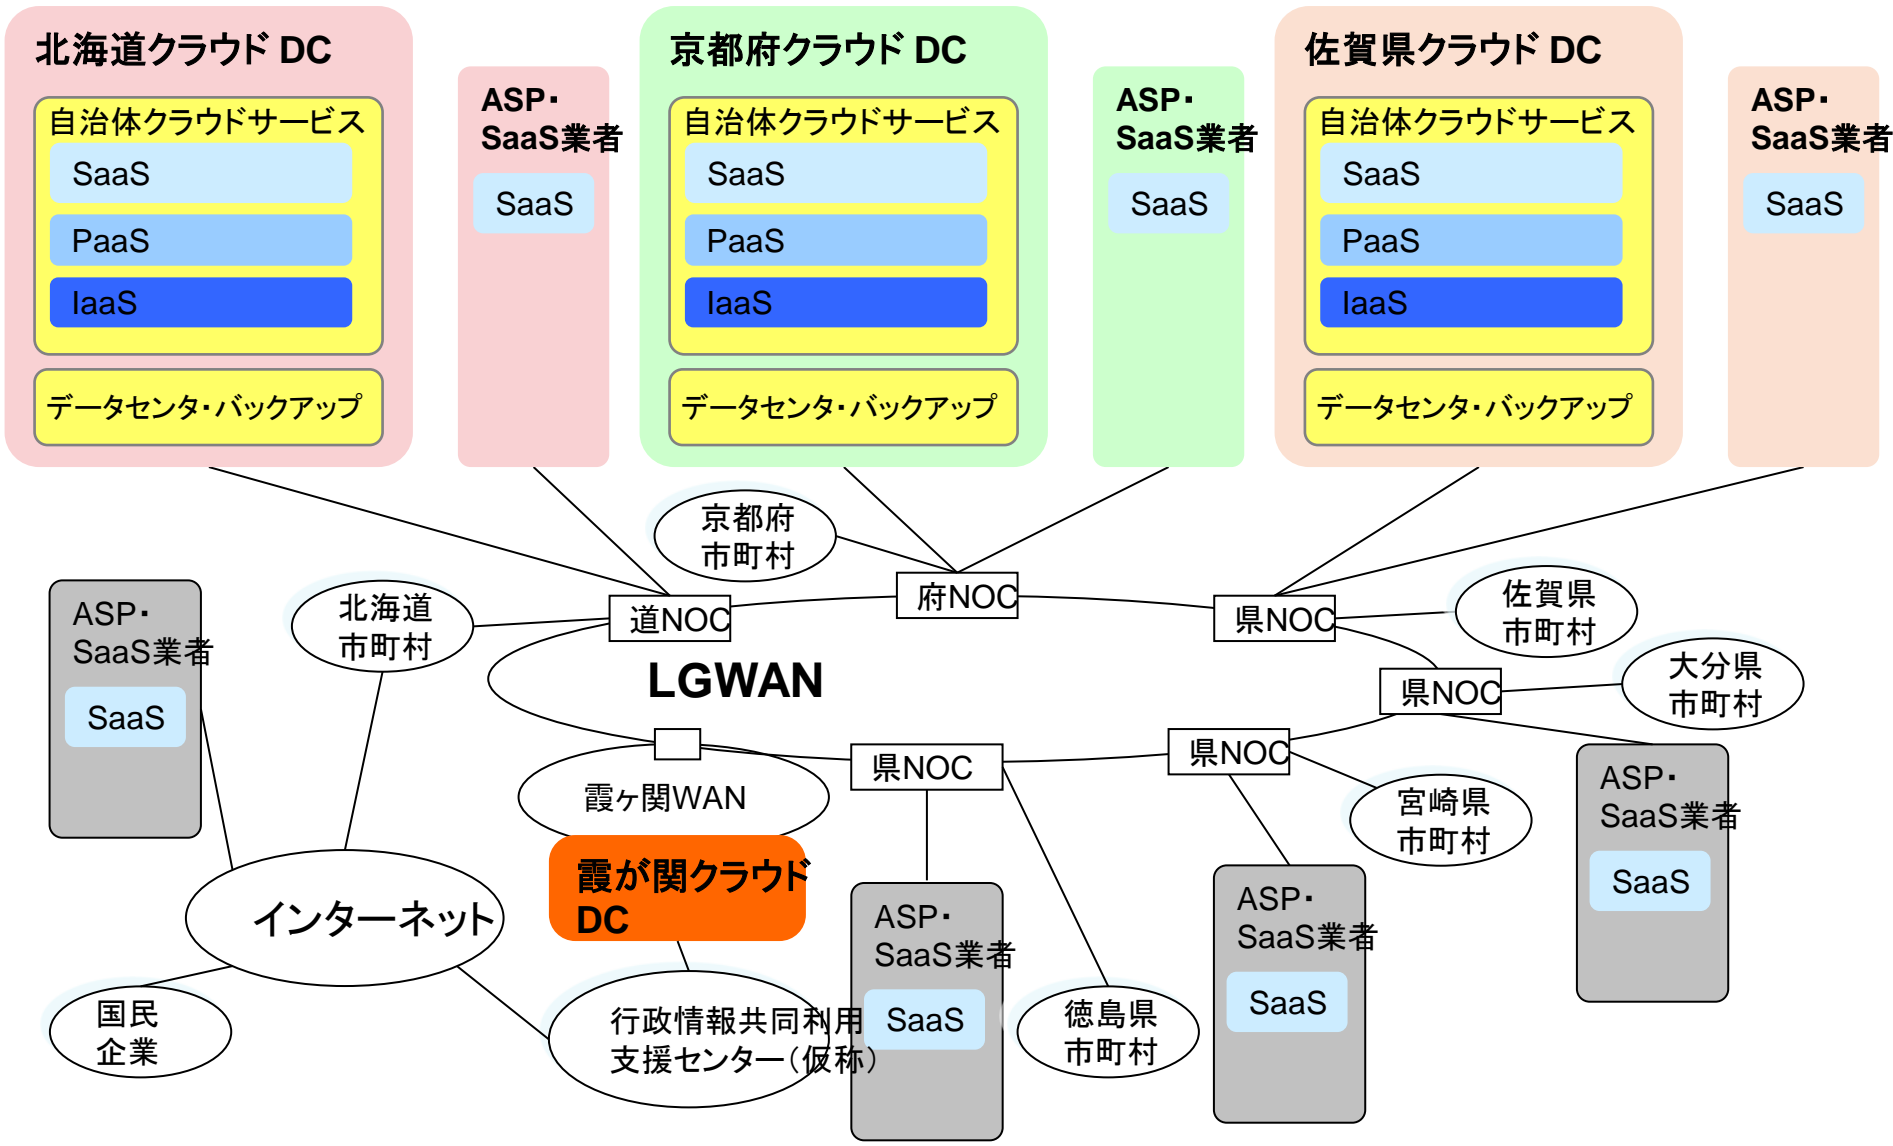 北海道クラウド DC
自治体クラウドサービス
SaaS
PaaS
IaaS
データセンタ・バックアップ
ASP・
SaaS業者
SaaS
京都府クラウド DC
自治体クラウドサービス
SaaS
PaaS
IaaS
データセンタ・バックアップ
ASP・
SaaS業者
SaaS
佐賀県クラウド DC
自治体クラウドサービス
SaaS
PaaS
IaaS
データセンタ・バックアップ
ASP・
SaaS業者
SaaS
京都府
市町村
ASP・
SaaS業者
SaaS
北海道
市町村
道NOC
府NOC
県NOC
佐賀県
市町村
LGWAN
県NOC
大分県
市町村
県NOC
県NOC
霞ヶ関WAN
宮崎県
市町村
ASP・
SaaS業者
SaaS
霞が関クラウド
DC
インターネット
ASP・
SaaS業者
SaaS
ASP・
SaaS業者
SaaS
国民
企業
行政情報共同利用
支援センター（仮称）
徳島県
市町村